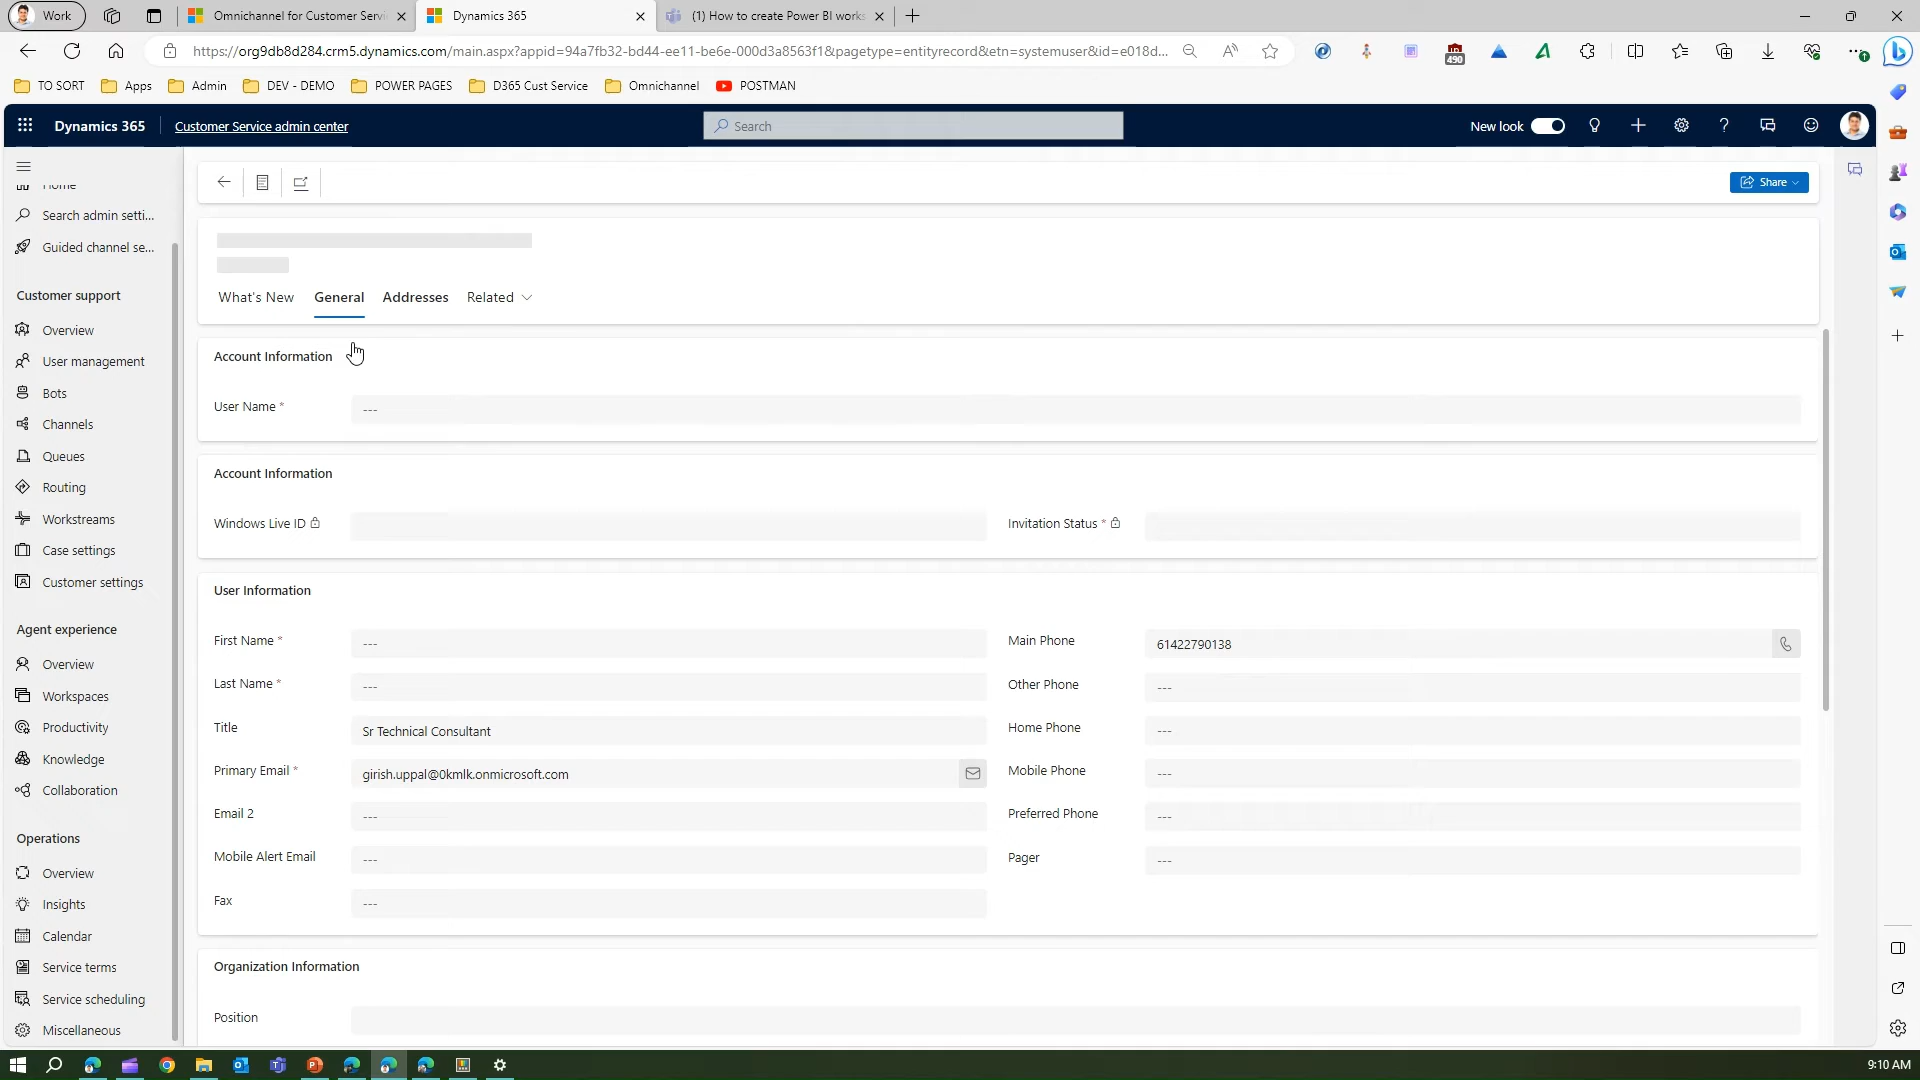 Work
Omnichannel for Customer Servi
Dynamics 365
(1) How to create Power BI works
https://org9db8d284.crm5.dynamics.com/main.aspx?appid=94a7fb32-bd44-ee11-be6e-000d3a8563f1&pagetype=entityrecord&etn=systemuser&id=e018d...
490
TO SORT
Apps
Admin
DEV - DEMO
POWER PAGES
D365 Cust Service
Omnichannel
POSTMAN
Dynamics 365
Customer Service admin center
Search
New look
Home
Search admin setti...
Guided channel se...
Customer support
Overview
User management
Bots
Channels
Queues
Routing
Workstreams
Case settings
Customer settings
Agent experience
Overview
Workspaces
Productivity
Knowledge
Collaboration
Operations
Overview
Insights
Calendar
Service terms
Service scheduling
Miscellaneous
Share
What's New
General
Addresses
Related
Account Information
User Name *
---
Account Information
Windows Live ID
Invitation Status *
User Information
First Name *
---
Main Phone
61422790138
Last Name *
---
Other Phone
---
Title
Sr Technical Consultant
Home Phone
---
Primary Email *
girish.uppal@0kmlk.onmicrosoft.com
Mobile Phone
---
Email 2
---
Preferred Phone
---
Mobile Alert Email
---
Pager
---
Fax
---
Organization Information
Position
9:10 AM